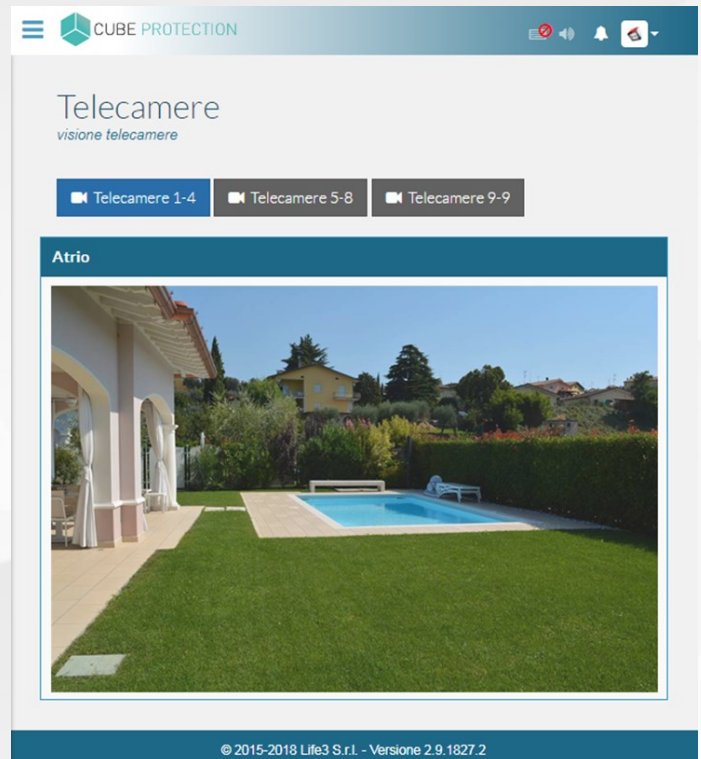 CUBE PROTECTION
Telecamere
visione telecamere
Telecamere 1-4
Telecamere 5-8
Telecamere 9-9
Atrio
© 2015-2018 Life3 S.r.l. - Versione 2.9.1827.2